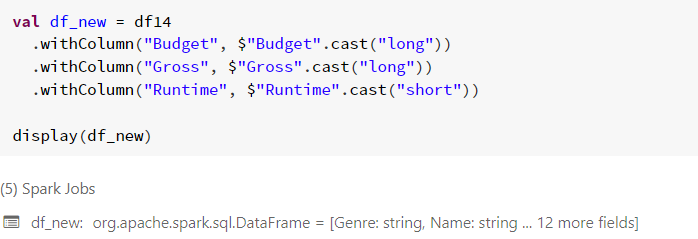 val df_new = df14
.withColumn("Budget", $"Budget".cast("long"))
.withColumn("Gross", $"Gross".cast("long"))
.withColumn("Runtime", $"Runtime".cast("short"))
display(df_new)
(5) Spark Jobs
df_new: org.apache.spark.sql.DataFrame = [Genre: string, Name: string ... 12 more fields]